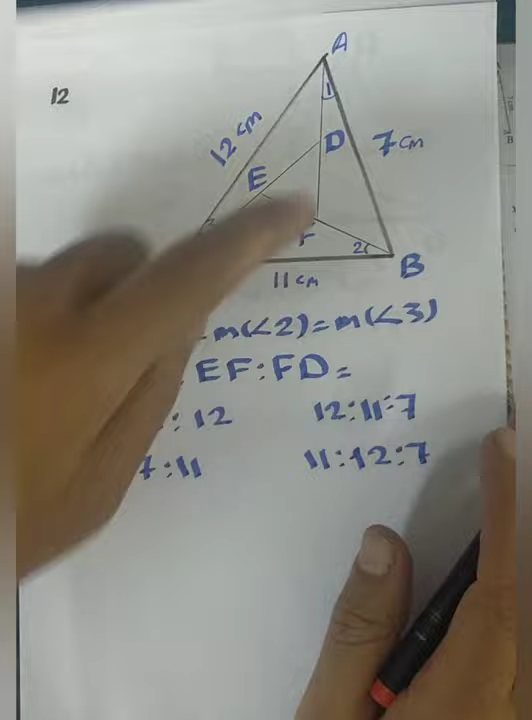 12
A
1
12 cm
D
7 cm
E
F
2
B
11 cm
m(<2)=m(<3)
EF:FD=
:12 12:11:7
7:11 11:12:7